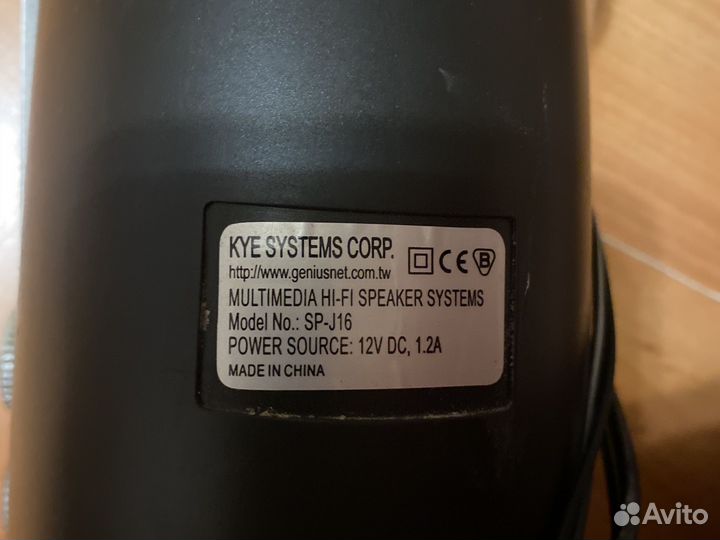 KYE SYSTEMS CORP.
http://www.geniusnet.com.tw
CE B
MULTIMEDIA HI-FI SPEAKER SYSTEMS
Model No.: SP-J16
POWER SOURCE: 12V DC, 1.2A
MADE IN CHINA
Avito